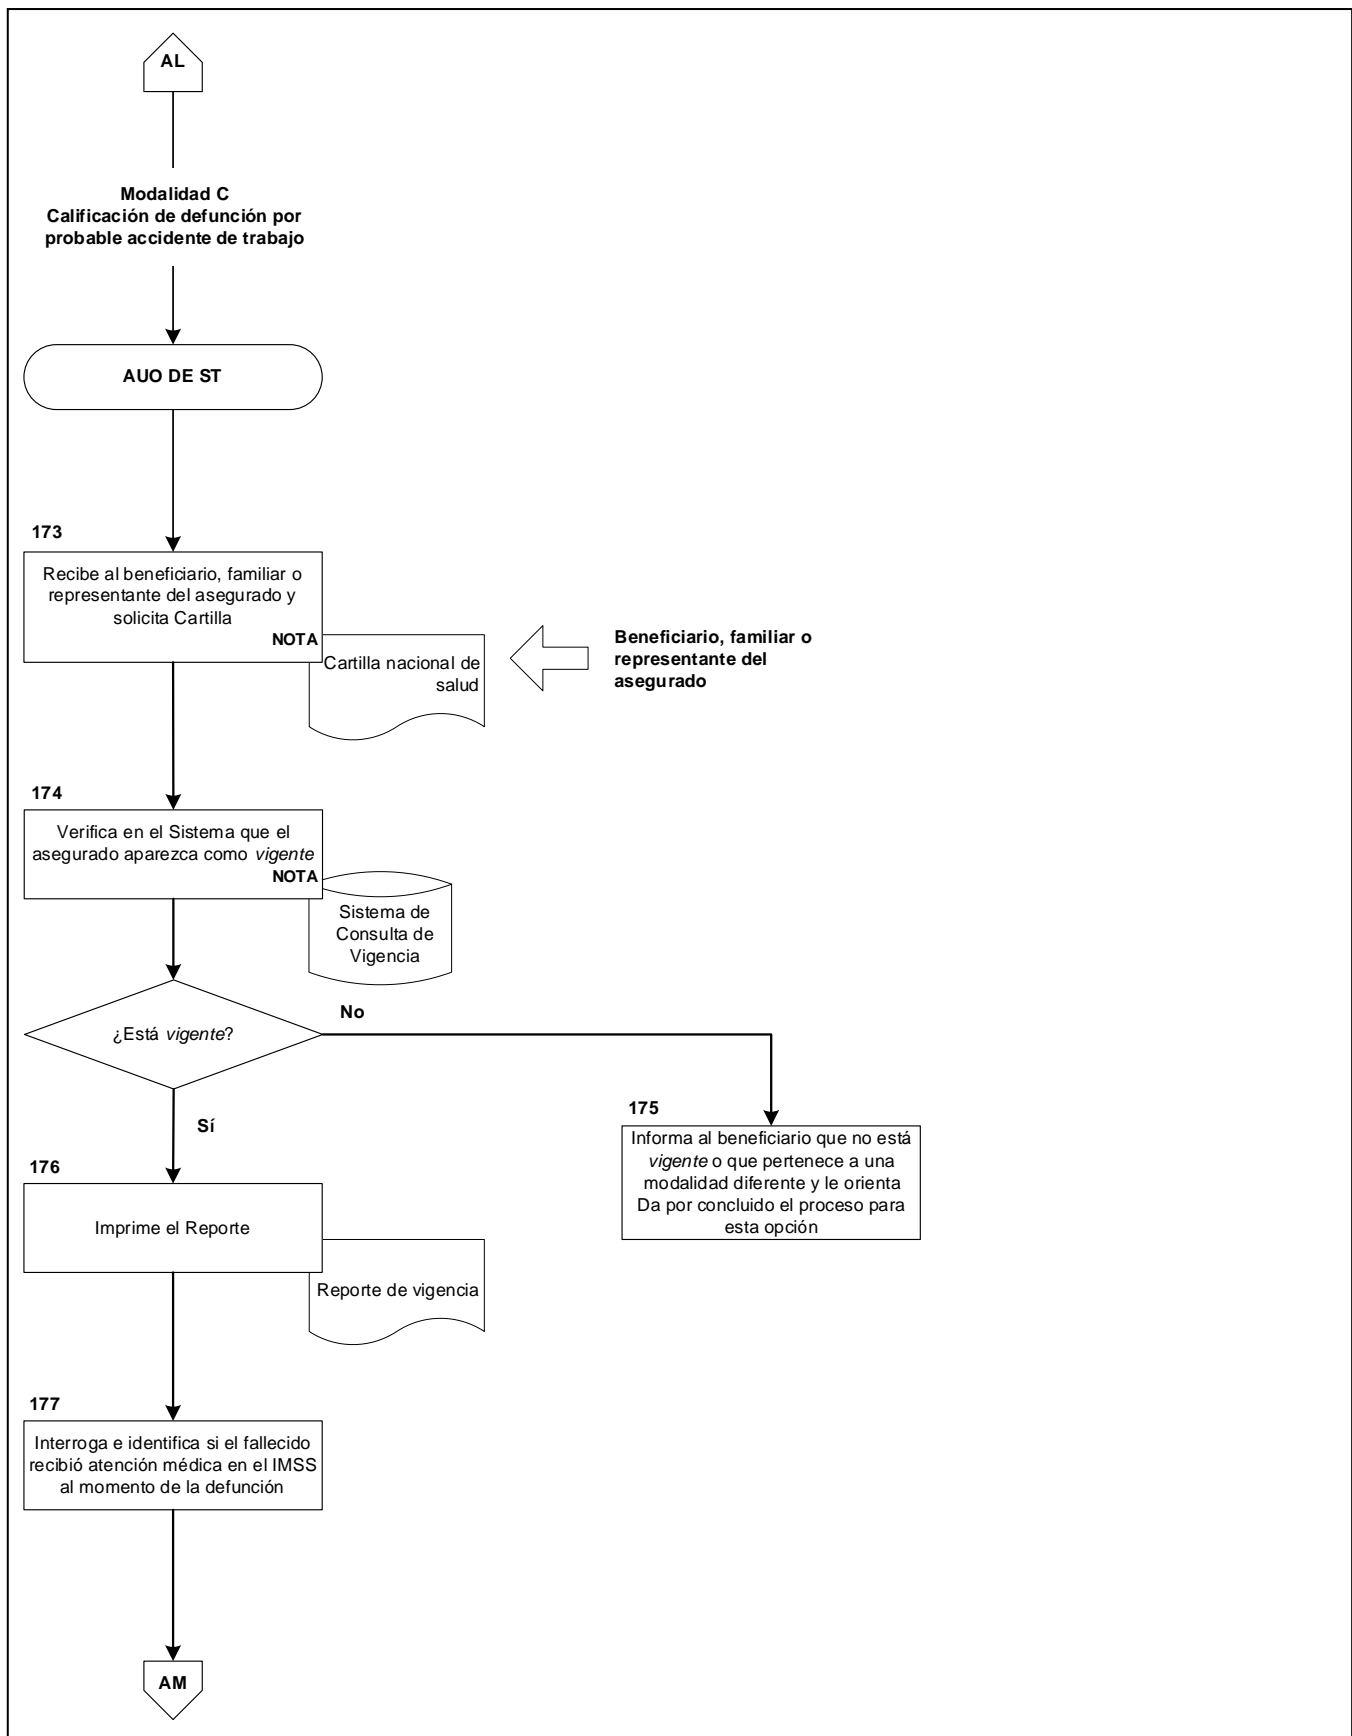 AL
Modalidad C
Calificación de defunción por
probable accidente de trabajo
AUO DE ST
173
Recibe al beneficiario, familiar o
representante del asegurado y
solicita Cartilla
NOTA
Cartilla nacional de
salud
Beneficiario, familiar o
representante del
asegurado
174
Verifica en el Sistema que el
asegurado aparezca como vigente
NOTA
Sistema de
Consulta de
Vigencia
¿Está vigente?
No
Sí
175
Informa al beneficiario que no está
vigente o que pertenece a una
modalidad diferente y le orienta
Da por concluido el proceso para
esta opción
176
Imprime el Reporte
Reporte de vigencia
177
Interroga e identifica si el fallecido
recibió atención médica en el IMSS
al momento de la defunción
AM